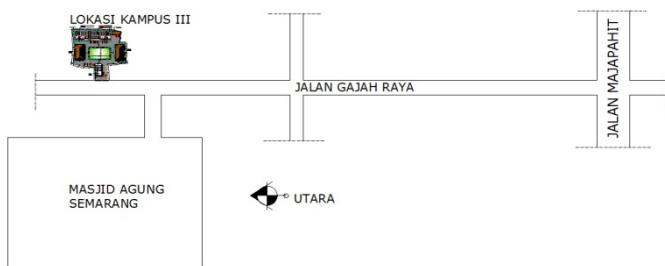 LOKASI KAMPUS III
JALAN GAJAH RAYA
JALAN MAJAPAHIT
MASJID AGUNG
SEMARANG
UTARA